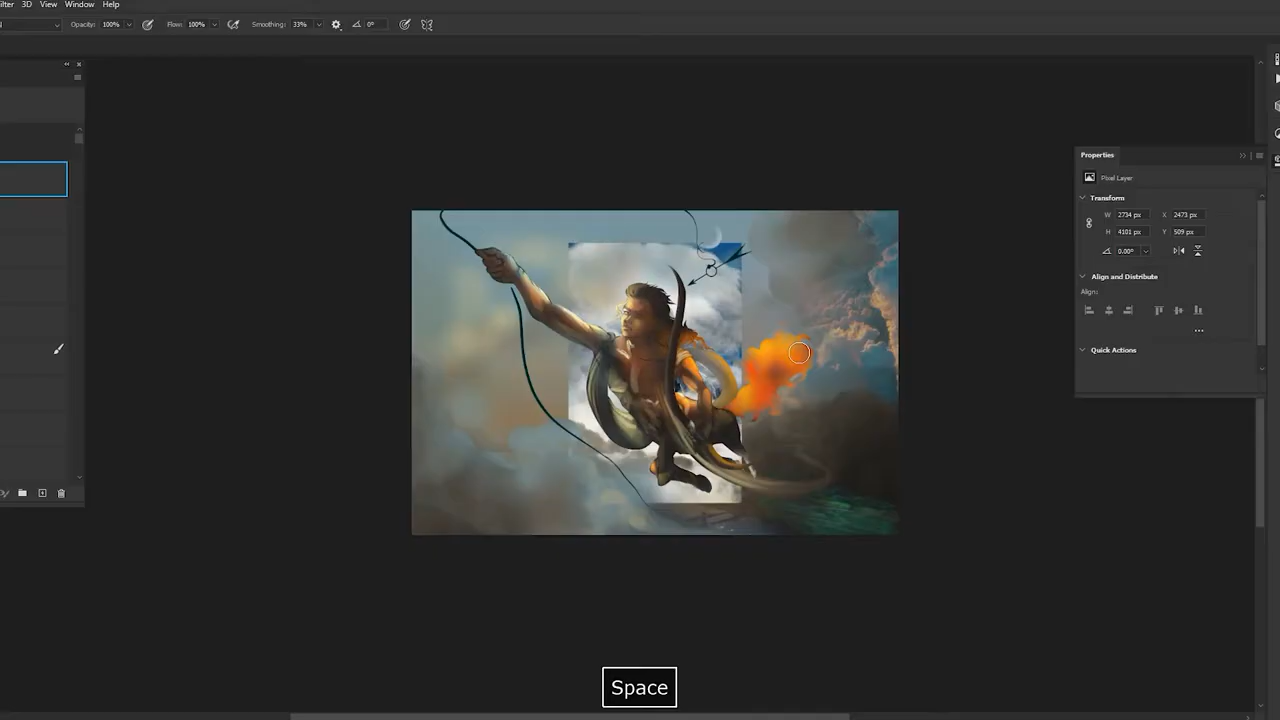 3D View Window Help
Opacity: 100% Flow: 100% Smoothing: 33% 0°
Properties
Pixel Layer
Transform
W 2734 px X 2473 px
H 4101 px Y 509 px
0.00°
Align and Distribute
Align:
Quick Actions
Space